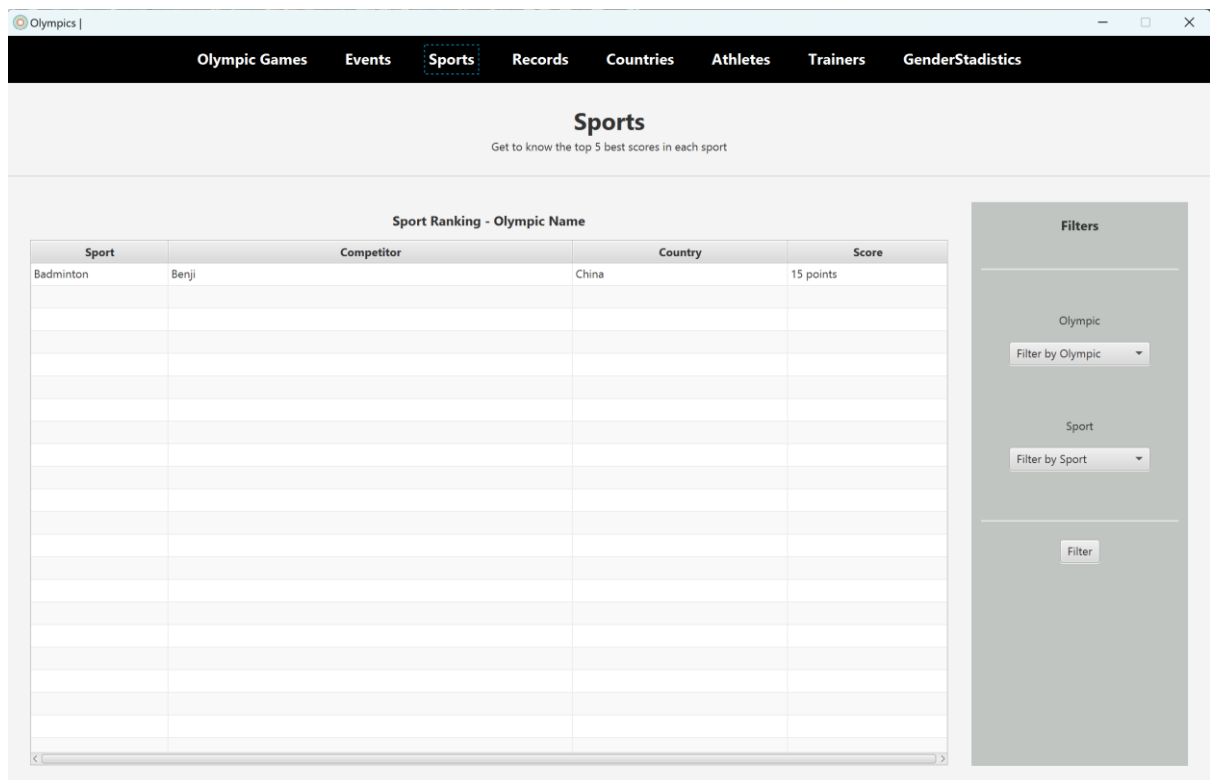 Olympics |
Olympic Games Events Sports Records Countries Athletes Trainers GenderStadistics
Sports
Get to know the top 5 best scores in each sport
Sport Ranking - Olympic Name
Sport Competitor Country Score
Badminton Benji China 15 points
Filters
Olympic
Filter by Olympic
Sport
Filter by Sport
Filter